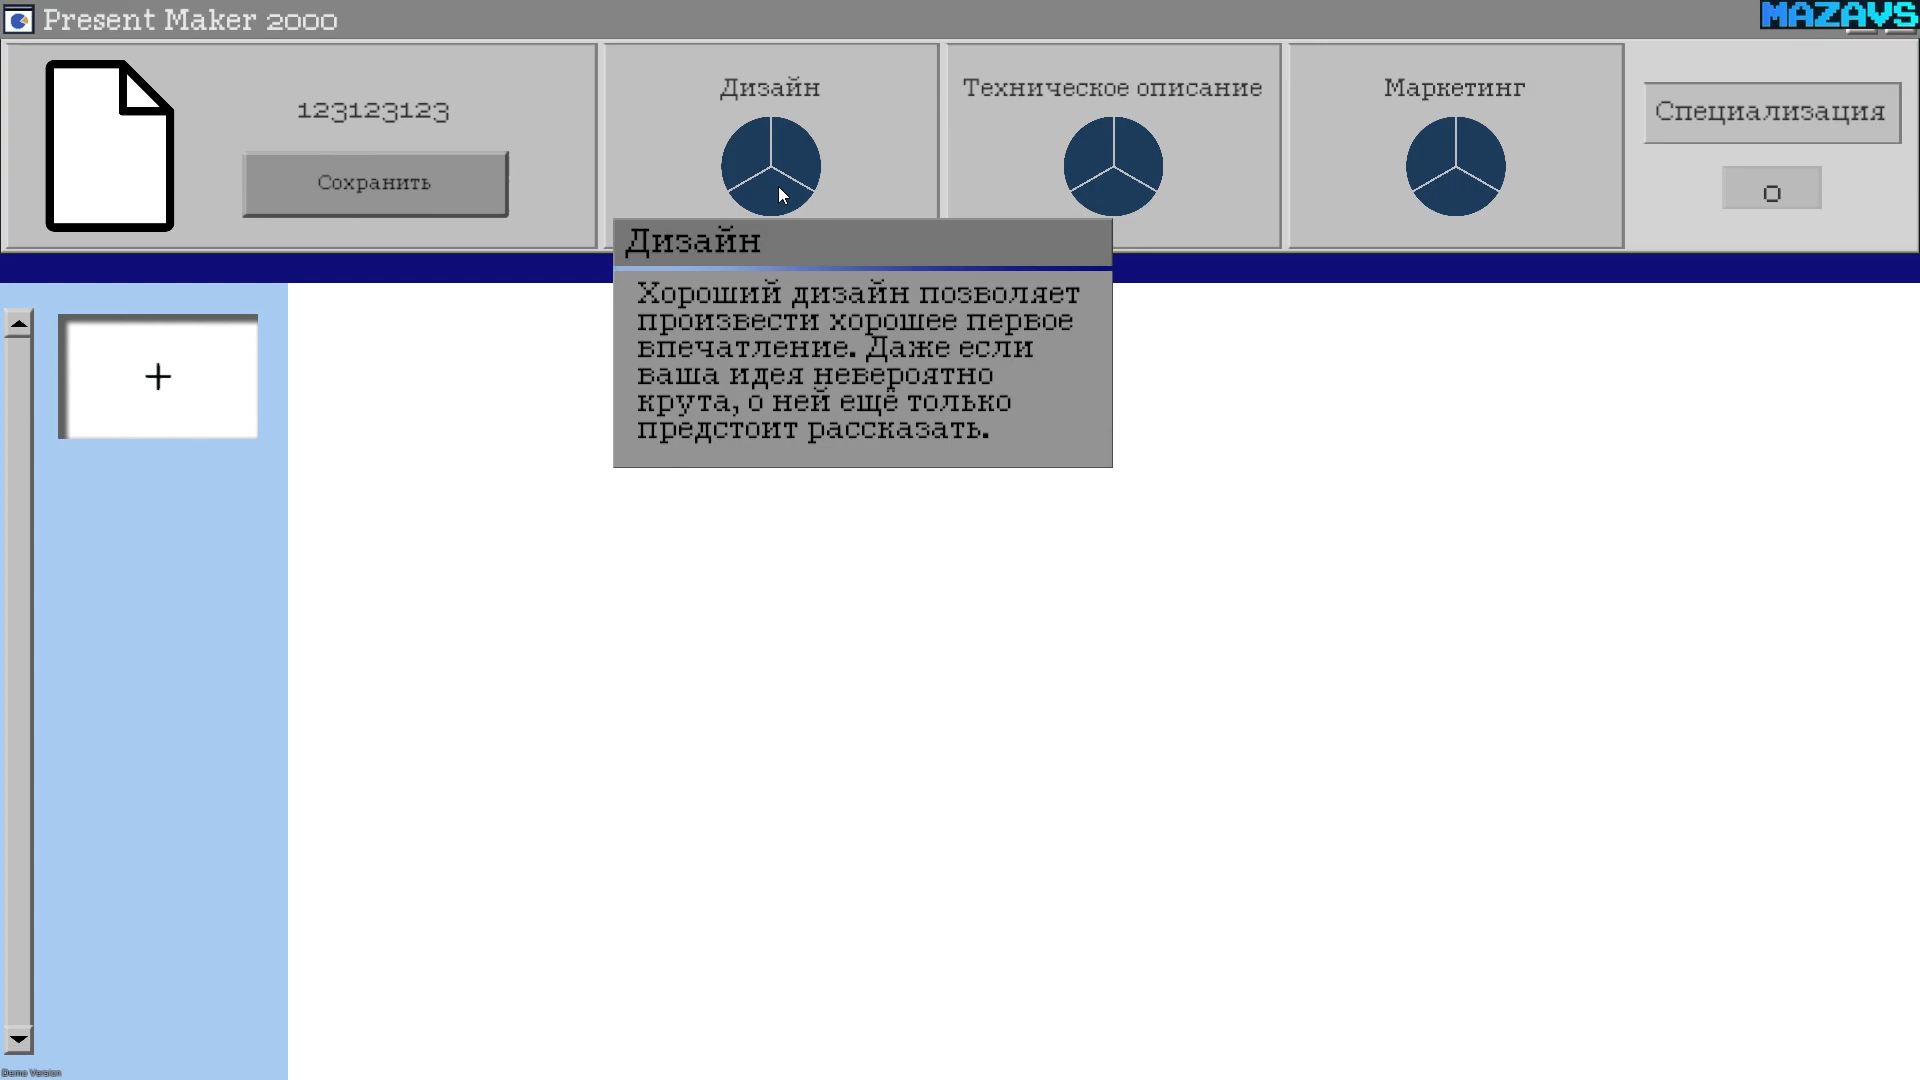 Present Maker 2000
MAZAVS
123123123
Сохранить
Дизайн
Техническое описание
Маркетинг
Специализация
0
Дизайн
Хороший дизайн позволяет
произвести хорошее первое
впечатление. Даже если
ваша идея невероятно
крута, о ней ещё только
предстоит рассказать.
+
Demo Version